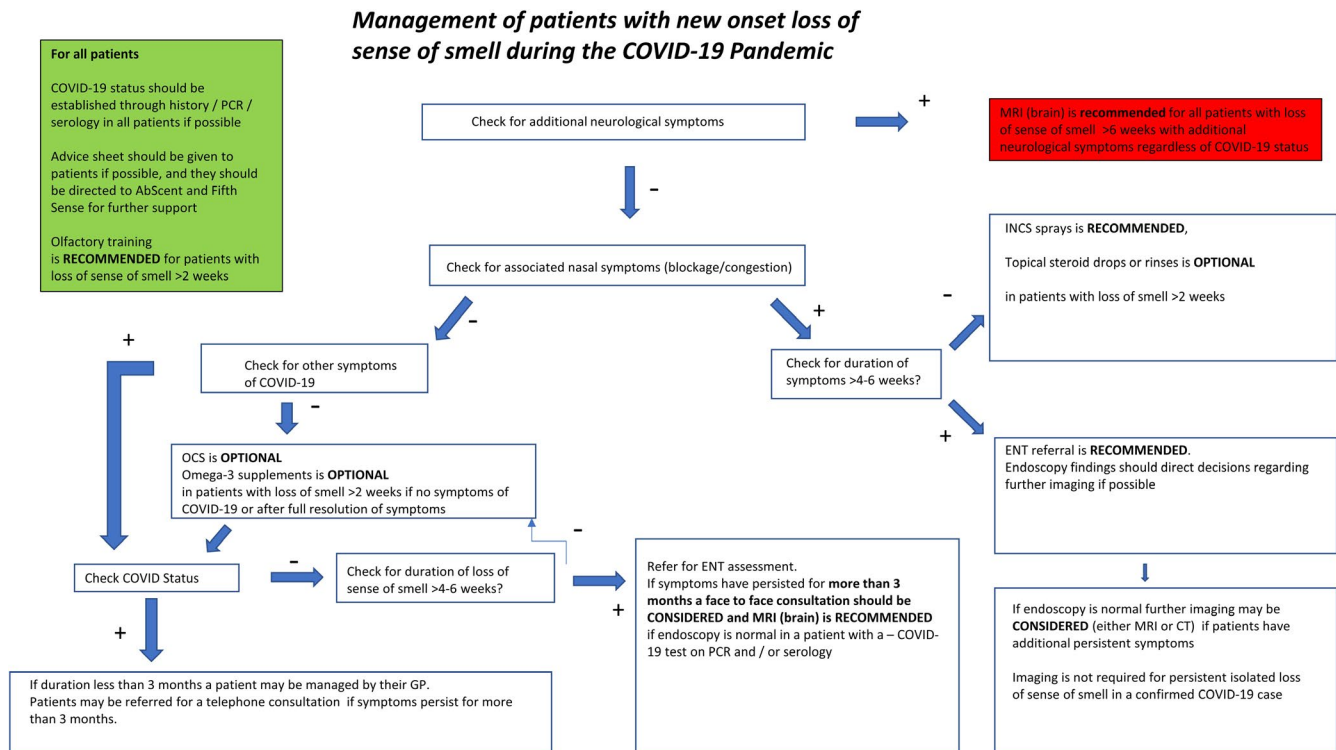 Management of patients with new onset loss of
sense of smell during the COVID-19 Pandemic
For all patients
COVID-19 status should be
established through history / PCR /
serology in all patients if possible
Advice sheet should be given to
patients if possible, and they should
be directed to AbScent and Fifth
Sense for further support
Olfactory training
is RECOMMENDED for patients with
loss of sense of smell >2 weeks
Check for additional neurological symptoms
+
MRI (brain) is recommended for all patients with loss
of sense of smell >6 weeks with additional
neurological symptoms regardless of COVID-19 status
–
Check for associated nasal symptoms (blockage/congestion)
–
+
INCS sprays is RECOMMENDED,
Topical steroid drops or rinses is OPTIONAL
in patients with loss of smell >2 weeks
Check for duration of
symptoms >4-6 weeks?
–
+
ENT referral is RECOMMENDED.
Endoscopy findings should direct decisions regarding
further imaging if possible
If endoscopy is normal further imaging may be
CONSIDERED (either MRI or CT) if patients have
additional persistent symptoms
Imaging is not required for persistent isolated
loss of sense of smell in a confirmed COVID-19 case
+
Check for other symptoms
of COVID-19
–
OCS is OPTIONAL
Omega-3 supplements is OPTIONAL
in patients with loss of smell >2 weeks if no symptoms of
COVID-19 or after full resolution of symptoms
Check COVID Status
–
Check for duration of loss of
sense of smell >4-6 weeks?
–
+
Refer for ENT assessment.
If symptoms have persisted for more than 3
months a face to face consultation should be
CONSIDERED and MRI (brain) is RECOMMENDED
if endoscopy is normal in a patient with a – COVID-
19 test on PCR and / or serology
+
If duration less than 3 months a patient may be managed by their GP.
Patients may be referred for a telephone consultation if symptoms persist for more
than 3 months.